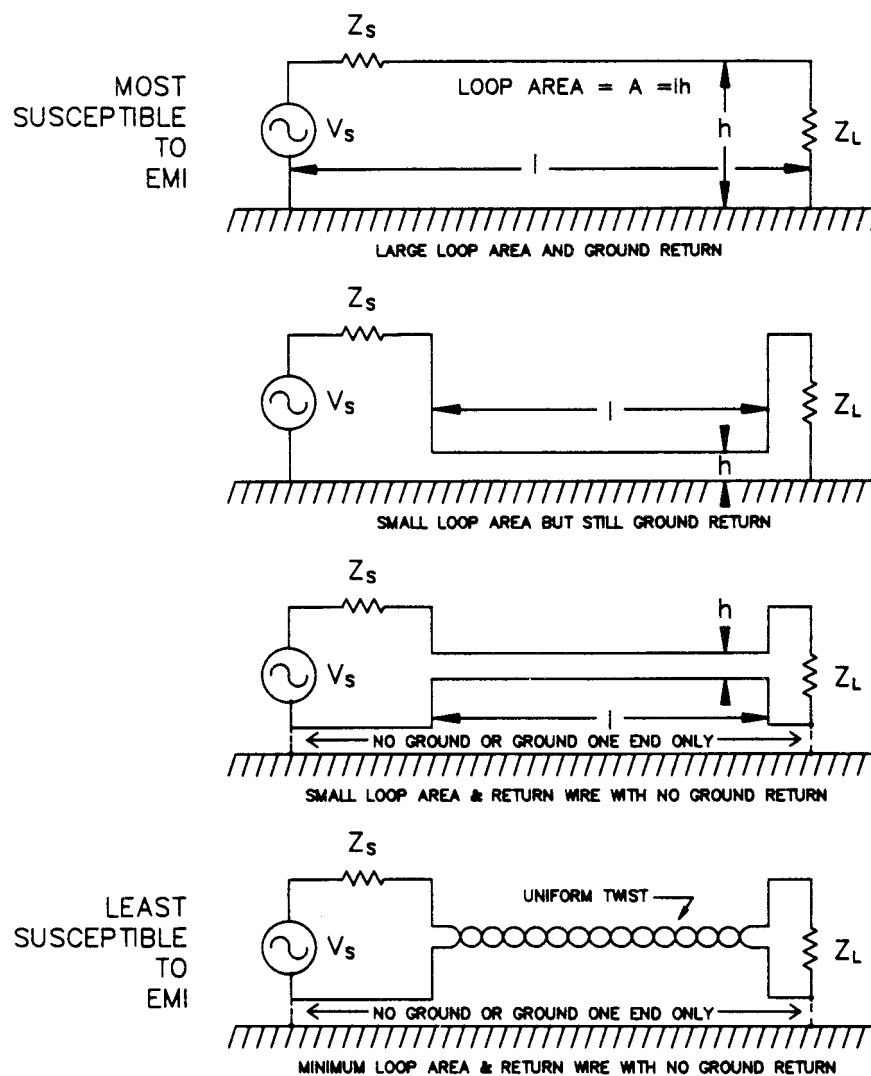 Zs
MOST
SUSCEPTIBLE
TO
EMI
LOOP AREA = A =lh
h
Vs
ZL
l
LARGE LOOP AREA AND GROUND RETURN
Zs
Vs
l
ZL
h
SMALL LOOP AREA BUT STILL GROUND RETURN
Zs
h
Vs
ZL
l
NO GROUND OR GROUND ONE END ONLY
SMALL LOOP AREA & RETURN WIRE WITH NO GROUND RETURN
Zs
LEAST
SUSCEPTIBLE
TO
EMI
UNIFORM TWIST
Vs
ZL
NO GROUND OR GROUND ONE END ONLY
MINIMUM LOOP AREA & RETURN WIRE WITH NO GROUND RETURN